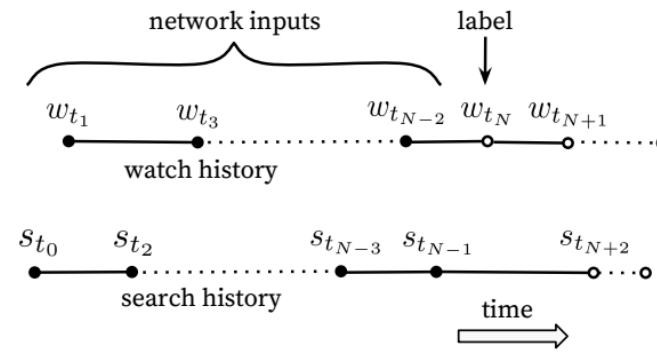 network inputs label
w_{t_1} w_{t_3} w_{t_{N-2}} w_{t_N} w_{t_{N+1}}
watch history
s_{t_0} s_{t_2} s_{t_{N-3}} s_{t_{N-1}} s_{t_{N+2}}
search history
time